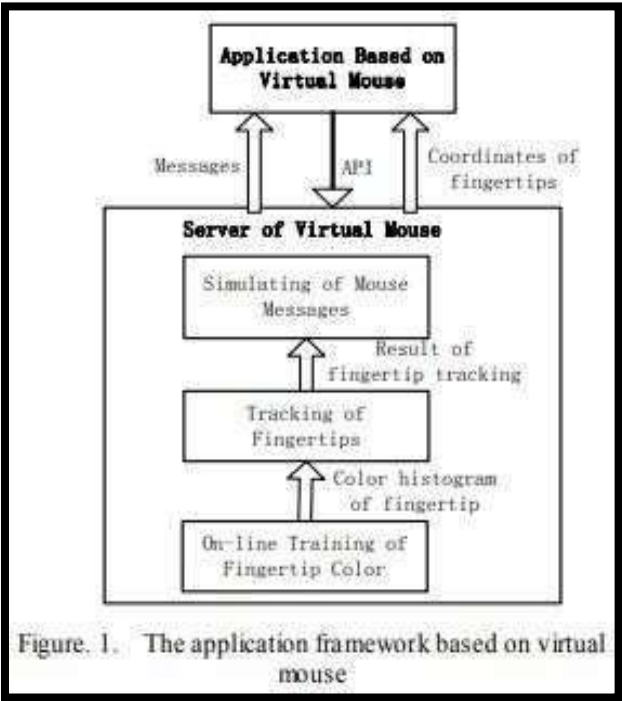 Application Based on
Virtual Mouse
Messages
API
Coordinates of
fingertips
Server of Virtual Mouse
Simulating of Mouse
Messages
Result of
fingertip tracking
Tracking of
Fingertips
Color histogram
of fingertip
On-line Training of
Fingertip Color
Figure. 1. The application framework based on virtual
mouse